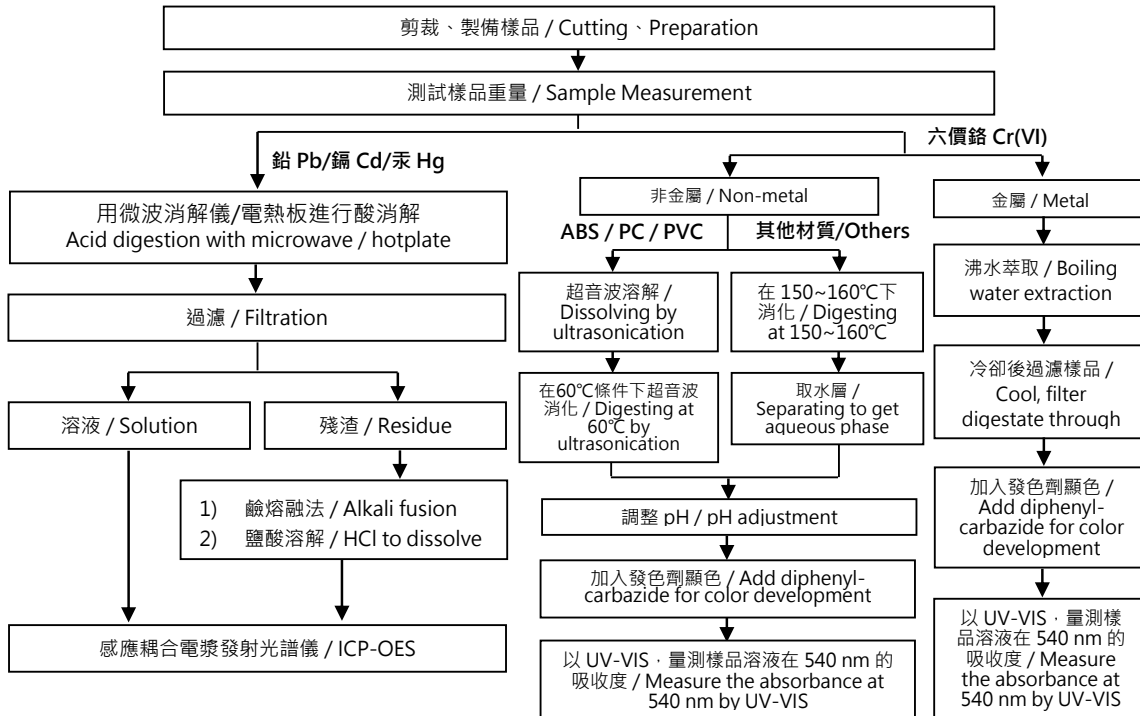 剪裁、製備樣品 / Cutting、Preparation
測試樣品重量 / Sample Measurement
鉛 Pb/鎘 Cd/汞 Hg
六價鉻 Cr(VI)
用微波消解儀/電熱板進行酸消解
Acid digestion with microwave / hotplate
過濾 / Filtration
溶液 / Solution
殘渣 / Residue
1) 鹼熔融法 / Alkali fusion
2) 鹽酸溶解 / HCl to dissolve
感應耦合電漿發射光譜儀 / ICP-OES
非金屬 / Non-metal
ABS / PC / PVC
其他材質/Others
超音波溶解 /
Dissolving by
ultrasonication
在 150~160℃下
消化 / Digesting
at 150~160℃
在60℃條件下超音波
消化 / Digesting at
60℃ by
ultrasonication
取水層 /
Separating to get
aqueous phase
調整 pH / pH adjustment
加入發色劑顯色 / Add diphenyl-
carbazide for color development
以 UV-VIS，量測樣品溶液在 540 nm 的
吸收度 / Measure the absorbance at
540 nm by UV-VIS
金屬 / Metal
沸水萃取 / Boiling
water extraction
冷卻後過濾樣品 /
Cool, filter
digestate through
加入發色劑顯色 /
Add diphenyl-
carbazide for color
development
以 UV-VIS，量測樣
品溶液在 540 nm 的
吸收度 / Measure
the absorbance at
540 nm by UV-VIS